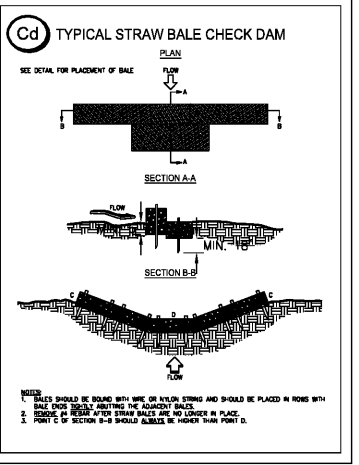 Cd TYPICAL STRAW BALE CHECK DAM
PLAN
SEE DETAIL FOR PLACEMENT OF BALE
FLOW
A
B B
A
SECTION A-A
FLOW
MIN. 18"
SECTION B-B
C C
D
FLOW
NOTES:
1. BALES SHOULD BE BOUND WITH WIRE OR NYLON STRING AND SHOULD BE PLACED IN ROWS WITH
BALE ENDS TIGHTLY ABUTTING THE ADJACENT BALES.
2. REMOVE #4 REBAR AFTER STRAW BALES ARE NO LONGER IN PLACE.
3. POINT C OF SECTION B-B SHOULD ALWAYS BE HIGHER THAN POINT D.